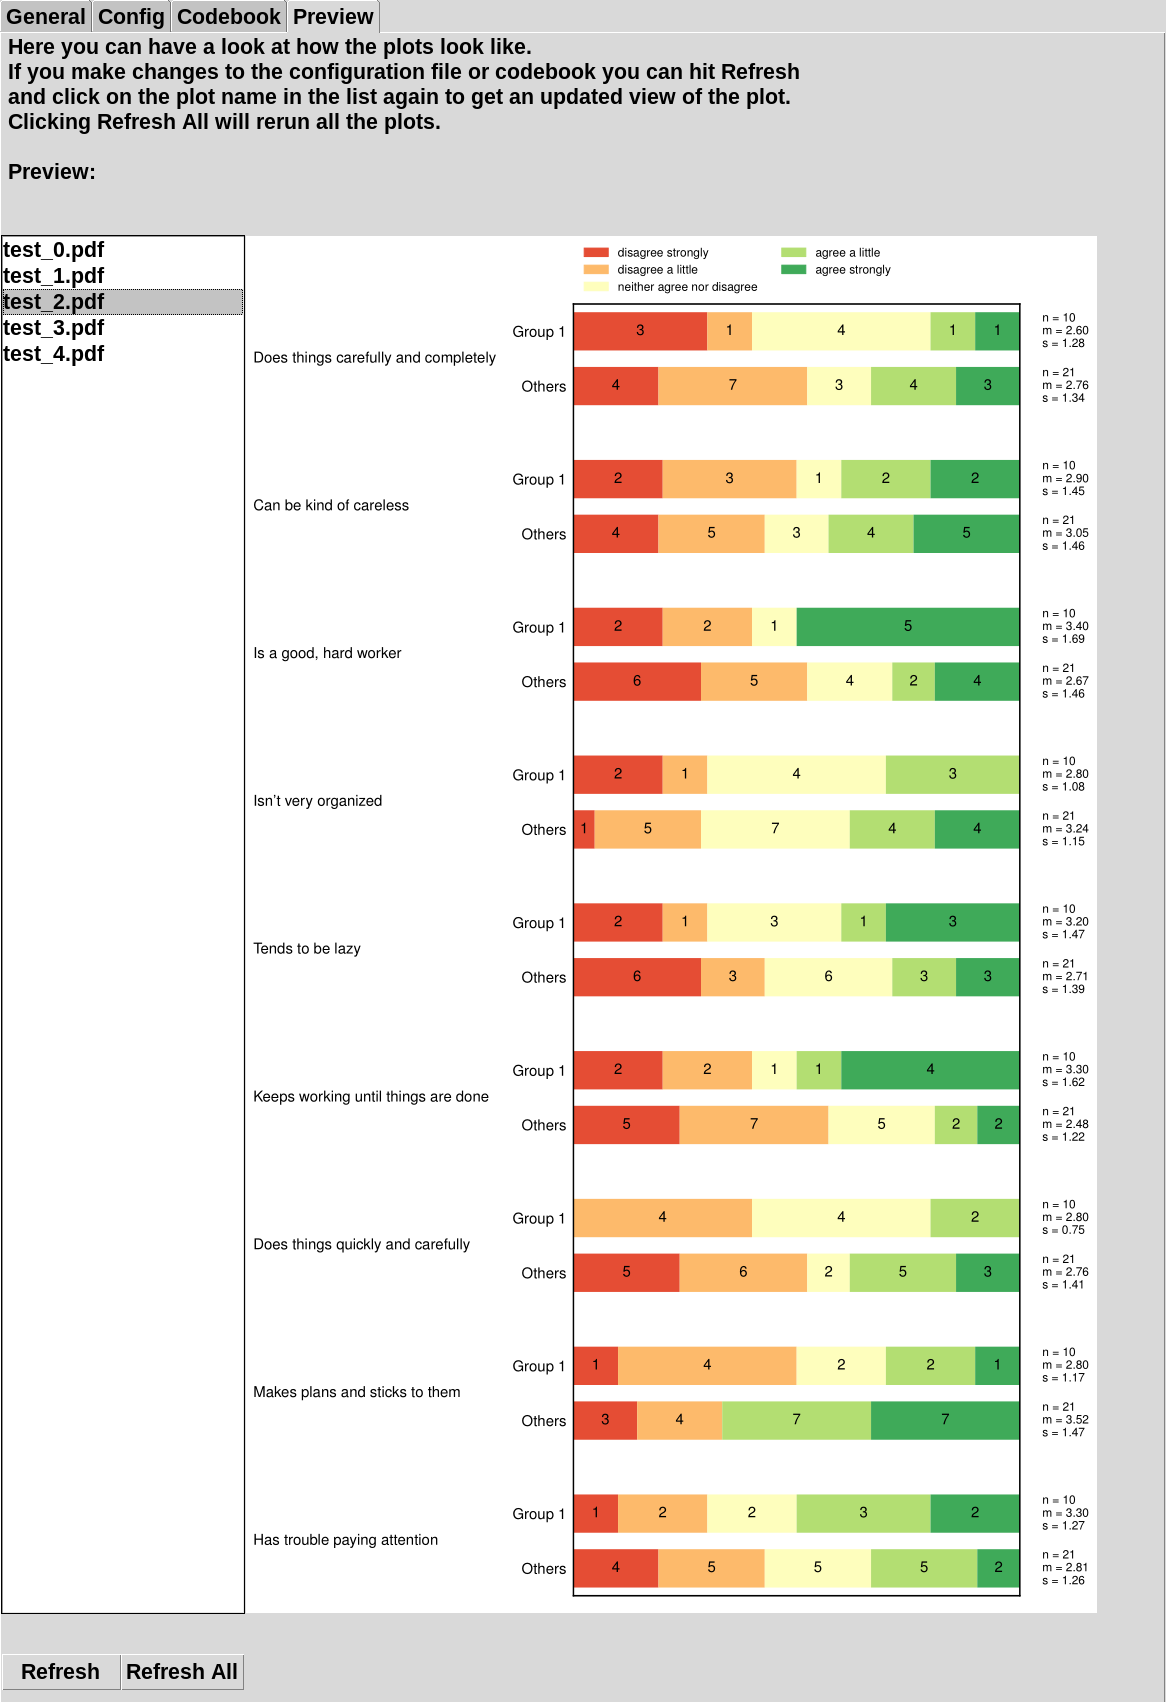 General Config Codebook Preview
Here you can have a look at how the plots look like.
If you make changes to the configuration file or codebook you can hit Refresh
and click on the plot name in the list again to get an updated view of the plot.
Clicking Refresh All will rerun all the plots.
Preview:
test_0.pdf
test_1.pdf
test_2.pdf
test_3.pdf
test_4.pdf
disagree strongly
disagree a little
neither agree nor disagree
agree a little
agree strongly
Does things carefully and completely
Group 1 3 1 4 1 1
n = 10
m = 2.60
s = 1.28
Others 4 7 3 4 3
n = 21
m = 2.76
s = 1.34
Can be kind of careless
Group 1 2 3 1 2 2
n = 10
m = 2.90
s = 1.45
Others 4 5 3 4 5
n = 21
m = 3.05
s = 1.46
Is a good, hard worker
Group 1 2 2 1 5
n = 10
m = 3.40
s = 1.69
Others 6 5 4 2 4
n = 21
m = 2.67
s = 1.46
Isn't very organized
Group 1 2 1 4 3
n = 10
m = 2.80
s = 1.08
Others 1 5 7 4 4
n = 21
m = 3.24
s = 1.15
Tends to be lazy
Group 1 2 1 3 1 3
n = 10
m = 3.20
s = 1.47
Others 6 3 6 3 3
n = 21
m = 2.71
s = 1.39
Keeps working until things are done
Group 1 2 2 1 1 4
n = 10
m = 3.30
s = 1.62
Others 5 7 5 2 2
n = 21
m = 2.48
s = 1.22
Does things quickly and carefully
Group 1 4 4 2
n = 10
m = 2.80
s = 0.75
Others 5 6 2 5 3
n = 21
m = 2.76
s = 1.41
Makes plans and sticks to them
Group 1 1 4 2 2 1
n = 10
m = 2.80
s = 1.17
Others 3 4 7 7
n = 21
m = 3.52
s = 1.47
Has trouble paying attention
Group 1 1 2 2 3 2
n = 10
m = 3.30
s = 1.27
Others 4 5 5 5 2
n = 21
m = 2.81
s = 1.26
Refresh Refresh All